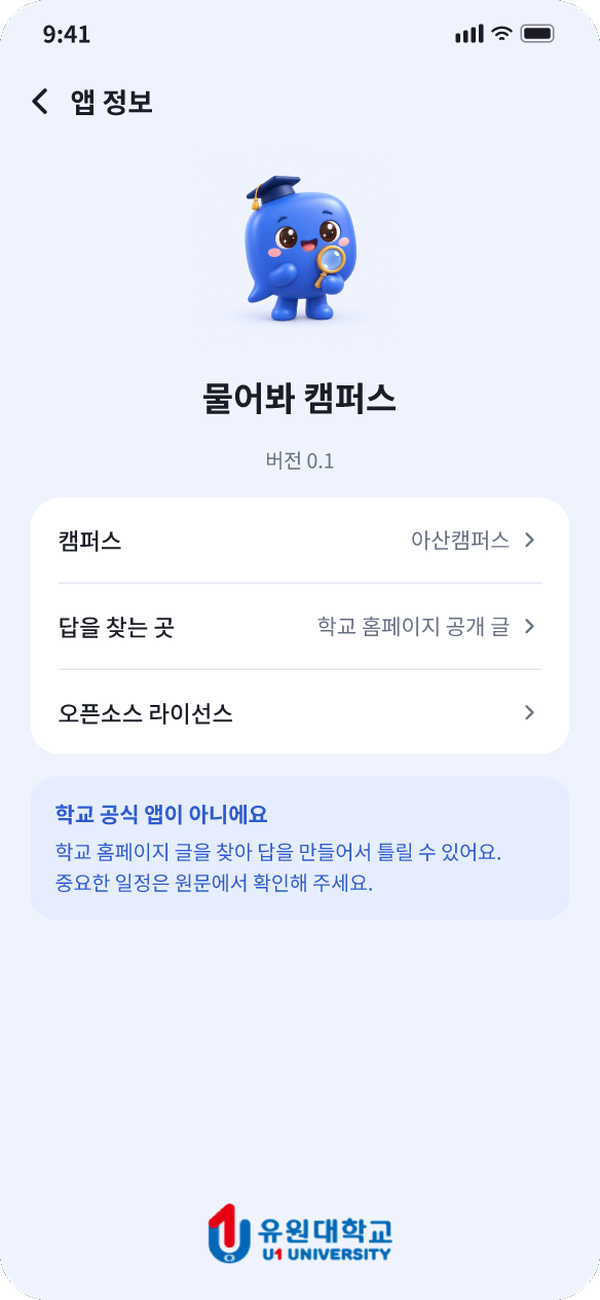 9:41
앱 정보
물어봐 캠퍼스
버전 0.1
캠퍼스 아산캠퍼스
답을 찾는 곳 학교 홈페이지 공개 글
오픈소스 라이선스
학교 공식 앱이 아니에요
학교 홈페이지 글을 찾아 답을 만들어서 틀릴 수 있어요.
중요한 일정은 원문에서 확인해 주세요.
유원대학교
U1 UNIVERSITY